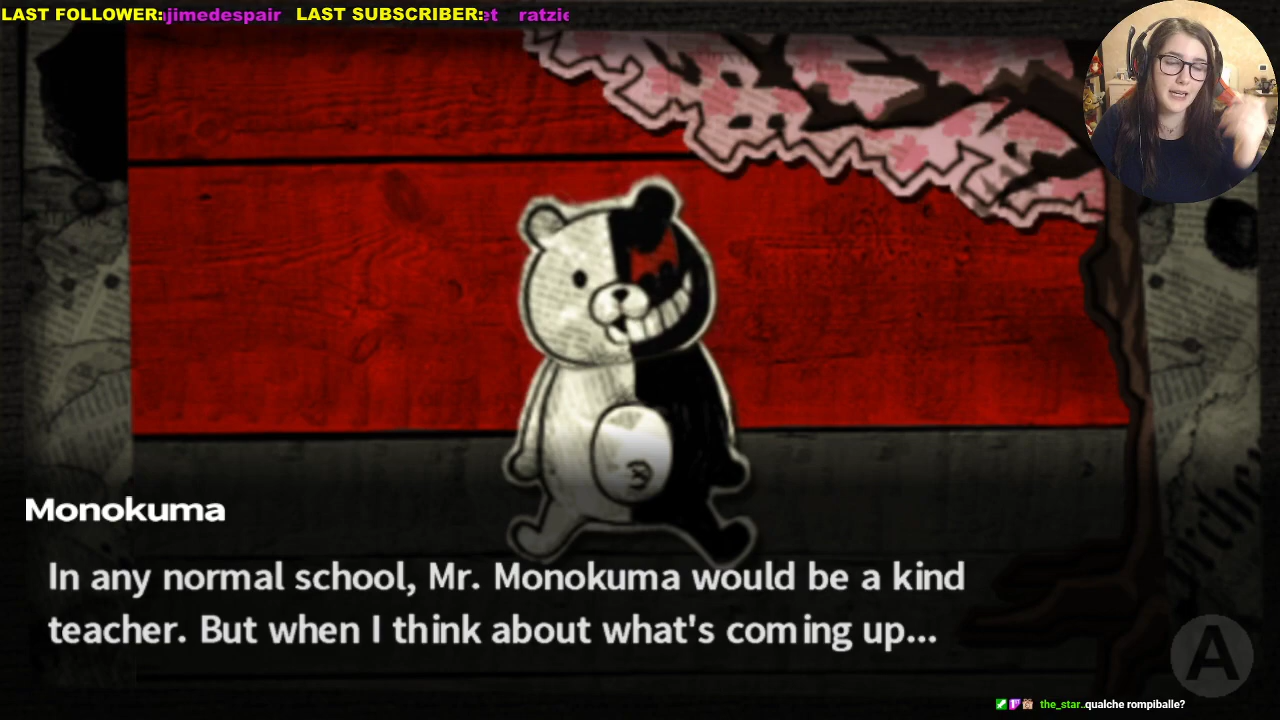 LAST FOLLOWER: jimedespair LAST SUBSCRIBER: et ratzie
Monokuma
In any normal school, Mr. Monokuma would be a kind
teacher. But when I think about what's coming up...
A
the_star..qualche rompiballe?